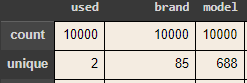 used brand model
count 10000 10000 10000
unique 2 85 688